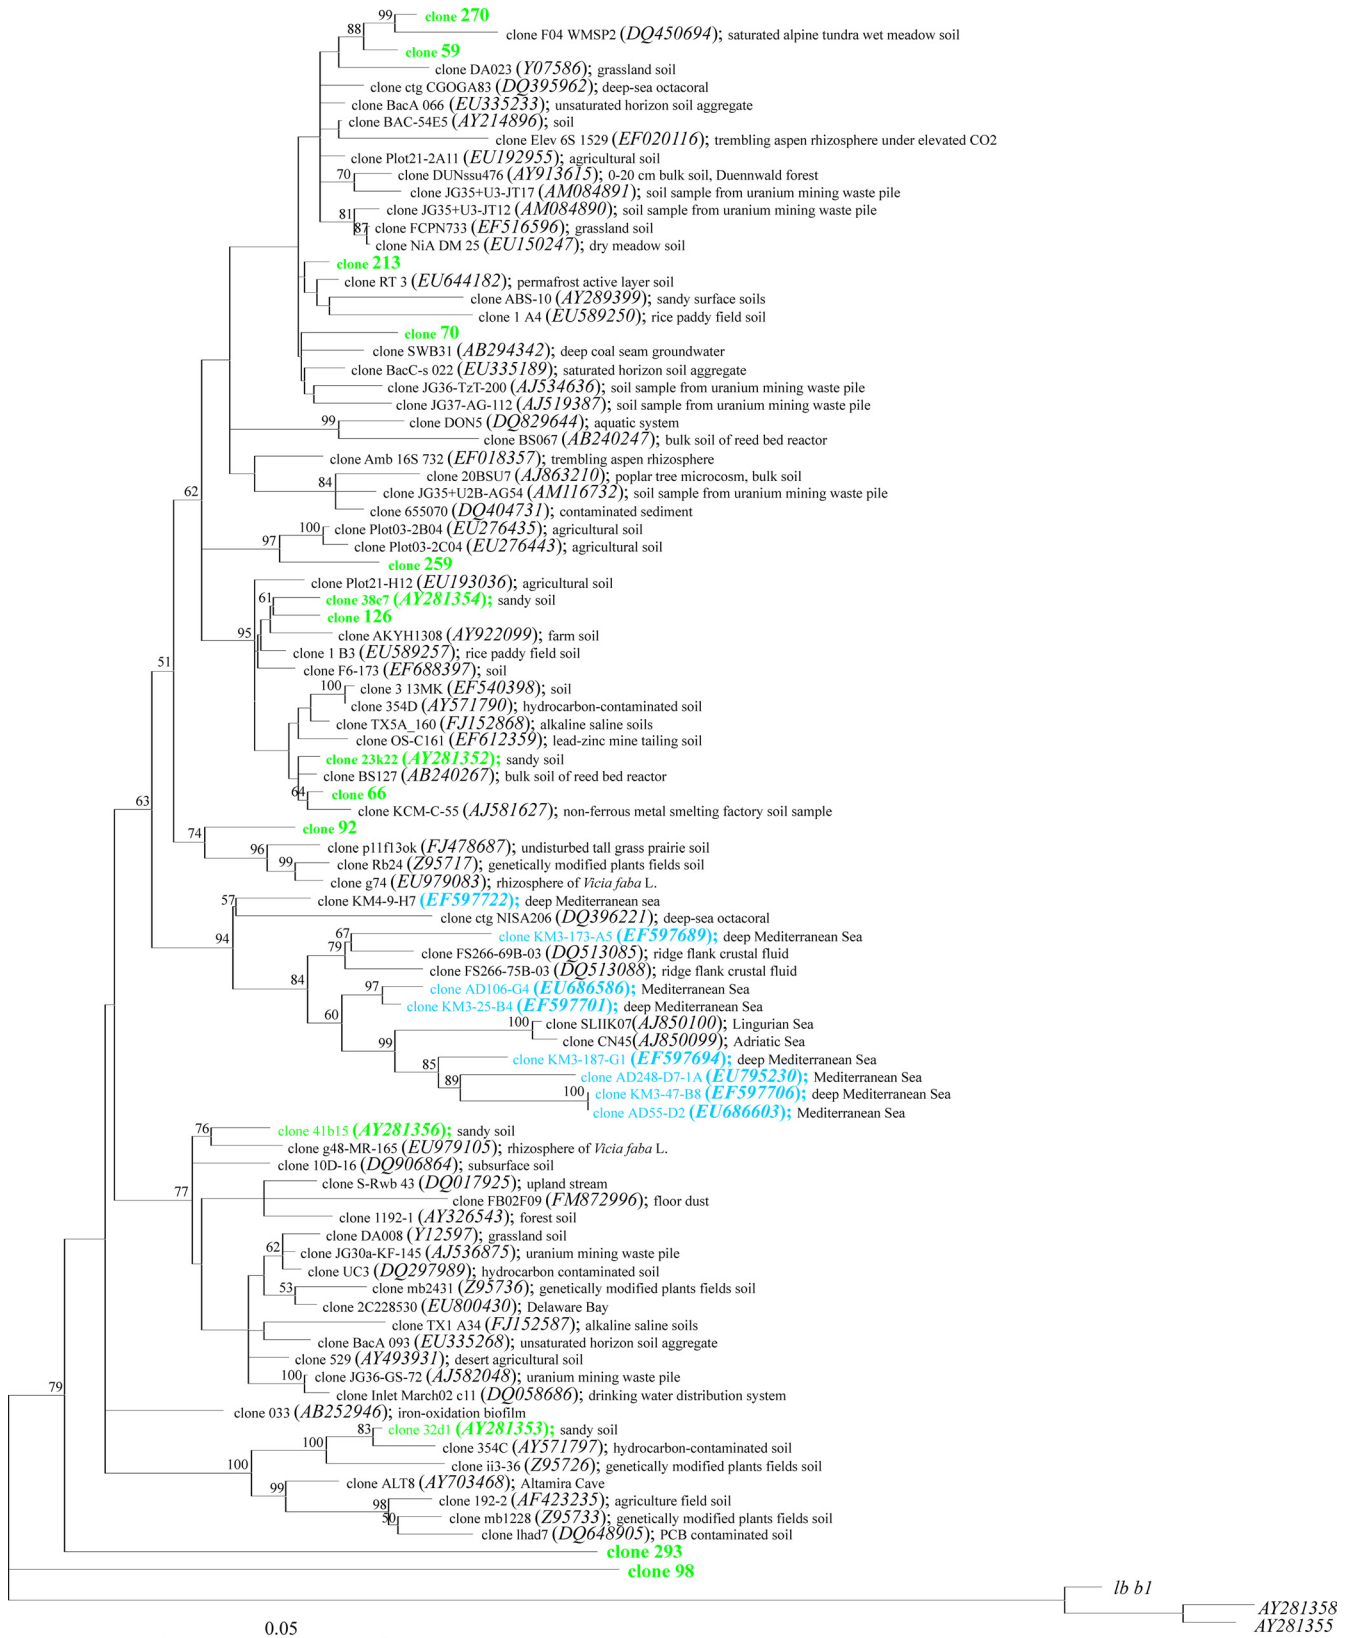 99
clone 270
88
clone F04 WMSP2 (DQ450694); saturated alpine tundra wet meadow soil
clone 59
clone DA023 (Y07586); grassland soil
clone ctg CGOGA83 (DQ395962); deep-sea octacoral
clone BacA 066 (EU335233); unsaturated horizon soil aggregate
clone BAC-54E5 (AY214896); soil
clone Elev 6S 1529 (EF020116); trembling aspen rhizosphere under elevated CO2
clone Plot21-2A11 (EU192955); agricultural soil
70
clone DUNssu476 (AY913615); 0-20 cm bulk soil, Duennwald forest
clone JG35+U3-JT17 (AM084891); soil sample from uranium mining waste pile
81
clone JG35+U3-JT12 (AM084890); soil sample from uranium mining waste pile
87
clone FCPN733 (EF516596); grassland soil
clone NiA DM 25 (EU150247); dry meadow soil
clone 213
clone RT 3 (EU644182); permafrost active layer soil
clone ABS-10 (AY289399); sandy surface soils
clone 1 A4 (EU589250); rice paddy field soil
clone 70
clone SWB31 (AB294342); deep coal seam groundwater
clone BacC-s 022 (EU335189); saturated horizon soil aggregate
clone JG36-TzT-200 (AJ534636); soil sample from uranium mining waste pile
clone JG37-AG-112 (AJ519387); soil sample from uranium mining waste pile
99
clone DON5 (DQ829644); aquatic system
clone BS067 (AB240247); bulk soil of reed bed reactor
clone Amb 16S 732 (EF018357); trembling aspen rhizosphere
84
clone 20BSU7 (AJ863210); poplar tree microcosm, bulk soil
62
clone JG35+U2B-AG54 (AM116732); soil sample from uranium mining waste pile
clone 655070 (DQ404731); contaminated sediment
100
clone Plot03-2B04 (EU276435); agricultural soil
97
clone Plot03-2C04 (EU276443); agricultural soil
clone 259
clone Plot21-H12 (EU193036); agricultural soil
61
clone 38c7 (AY281354); sandy soil
clone 126
95
clone AKYH1308 (AY922099); farm soil
clone 1 B3 (EU589257); rice paddy field soil
51
clone F6-173 (EF688397); soil
100
clone 3 13MK (EF540398); soil
clone 354D (AY571790); hydrocarbon-contaminated soil
clone TX5A_160 (FJ152868); alkaline saline soils
clone OS-C161 (EF612359); lead-zinc mine tailing soil
clone 23k22 (AY281352); sandy soil
clone BS127 (AB240267); bulk soil of reed bed reactor
64
clone 66
63
clone KCM-C-55 (AJ581627); non-ferrous metal smelting factory soil sample
74
clone 92
96
clone p11f13ok (FJ478687); undisturbed tall grass prairie soil
99
clone Rb24 (Z95717); genetically modified plants fields soil
clone g74 (EU979083); rhizosphere of Vicia faba L.
57
clone KM4-9-H7 (EF597722); deep Mediterranean sea
clone ctg NISA206 (DQ396221); deep-sea octacoral
94
67
clone KM3-173-A5 (EF597689); deep Mediterranean Sea
79
clone FS266-69B-03 (DQ513085); ridge flank crustal fluid
clone FS266-75B-03 (DQ513088); ridge flank crustal fluid
84
97
clone AD106-G4 (EU686586); Mediterranean Sea
clone KM3-25-B4 (EF597701); deep Mediterranean Sea
60
100
clone SLIIK07(AJ850100); Lingurian Sea
clone CN45(AJ850099); Adriatic Sea
99
clone KM3-187-G1 (EF597694); deep Mediterranean Sea
85
clone AD248-D7-1A (EU795230); Mediterranean Sea
89
100
clone KM3-47-B8 (EF597706); deep Mediterranean Sea
clone AD55-D2 (EU686603); Mediterranean Sea
76
clone 41b15 (AY281356); sandy soil
clone g48-MR-165 (EU979105); rhizosphere of Vicia faba L.
clone 10D-16 (DQ906864); subsurface soil
77
clone S-Rwb 43 (DQ017925); upland stream
clone FB02F09 (FM872996); floor dust
clone 1192-1 (AY326543); forest soil
clone DA008 (Y12597); grassland soil
62
clone JG30a-KF-145 (AJ536875); uranium mining waste pile
clone UC3 (DQ297989); hydrocarbon contaminated soil
53
clone mb2431 (Z95736); genetically modified plants fields soil
clone 2C228530 (EU800430); Delaware Bay
clone TX1 A34 (FJ152587); alkaline saline soils
clone BacA 093 (EU335268); unsaturated horizon soil aggregate
clone 529 (AY493931); desert agricultural soil
100
clone JG36-GS-72 (AJ582048); uranium mining waste pile
79
clone Inlet March02 c11 (DQ058686); drinking water distribution system
clone 033 (AB252946); iron-oxidation biofilm
83
clone 32d1 (AY281353); sandy soil
100
clone 354C (AY571797); hydrocarbon-contaminated soil
100
clone ii3-36 (Z95726); genetically modified plants fields soil
clone ALT8 (AY703468); Altamira Cave
99
clone 192-2 (AF423235); agriculture field soil
98
50
clone mb1228 (Z95733); genetically modified plants fields soil
clone lhad7 (DQ648905); PCB contaminated soil
clone 293
clone 98
lb b1
AY281358
AY281355
0.05